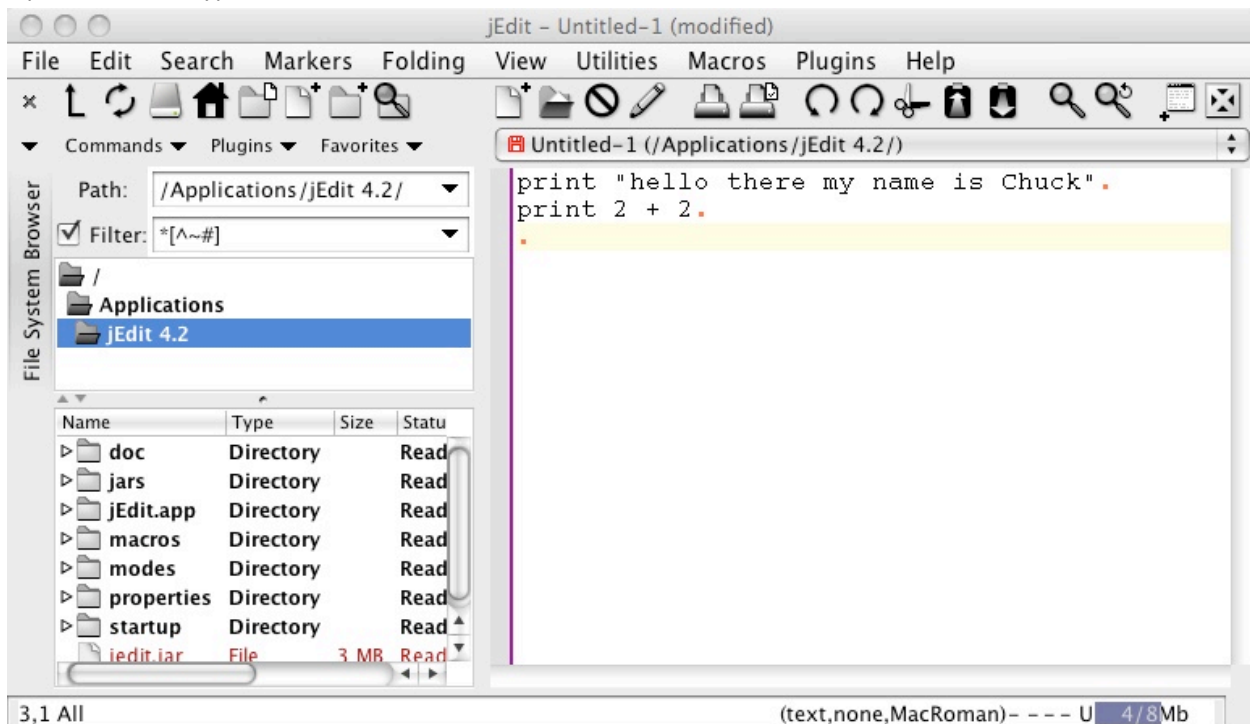 jEdit – Untitled–1 (modified)
File Edit Search Markers Folding View Utilities Macros Plugins Help
Commands Plugins Favorites
Untitled–1 (/Applications/jEdit 4.2/)
File System Browser
Path: /Applications/jEdit 4.2/
Filter: *[^~#]
/
Applications
jEdit 4.2
Name Type Size Statu
doc Directory Read
jars Directory Read
jEdit.app Directory Read
macros Directory Read
modes Directory Read
properties Directory Read
startup Directory Read
jedit.jar File 3 MB Read
print "hello there my name is Chuck".
print 2 + 2.
.
3,1 All (text,none,MacRoman)– – – – U 4/8Mb